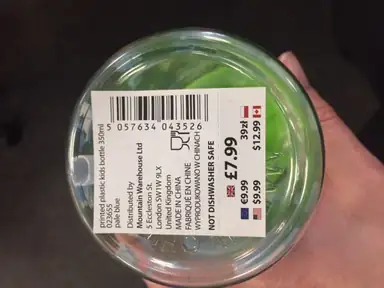 5 057634 043526
printed plastic kids bottle 350ml
023655
pale blue
Distributed by
Mountain Warehouse Ltd
5 Eccleston St.
London SW1W 9LX
United Kingdom
MADE IN CHINA
FABRIQUÉ EN CHINE
WYPRODUKOWANO W CHINACH
NOT DISHWASHER SAFE
£7.99
39zł
€9.99
$9.99
$12.99